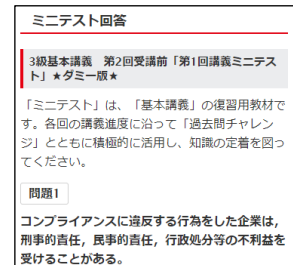 ミニテスト回答
3級基本講義　第2回受講前「第1回講義ミニテス
ト」★ダミー版★
「ミニテスト」は、「基本講義」の復習用教材で
す。各回の講義進度に沿って「過去問チャレン
ジ」とともに積極的に活用し、知識の定着を図っ
てください。
問題1
コンプライアンスに違反する行為をした企業は，
刑事的責任，民事的責任，行政処分等の不利益を
受けることがある。